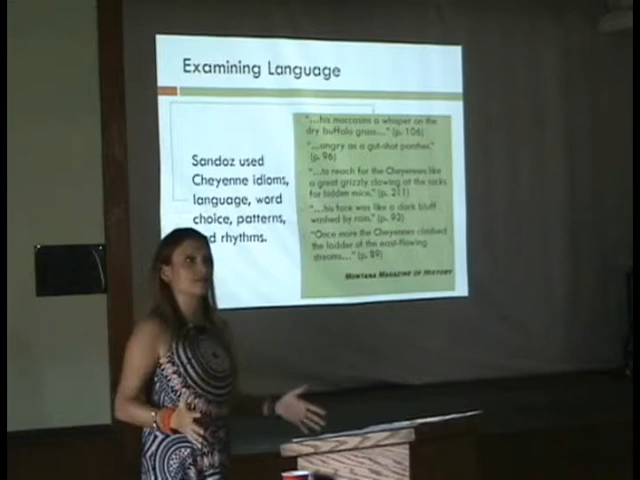 Examining Language
Sandoz used
Cheyenne idioms,
language, word
choice, patterns,
and rhythms.
"...his moccasins a whisper on the
dry buffalo grass..." (p. 106)
"...angry as a gut-shot panther."
(p. 96)
"...to reach for the Cheyennes like
a great grizzly clawing at the rocks
for hidden mice." (p. 211)
"...his face was like a dark bluff
washed by rain." (p. 92)
"Once more the Cheyennes climbed
the ladder of the east-flowing
streams..." (p. 89)
MONTANA MAGAZINE OF HISTORY